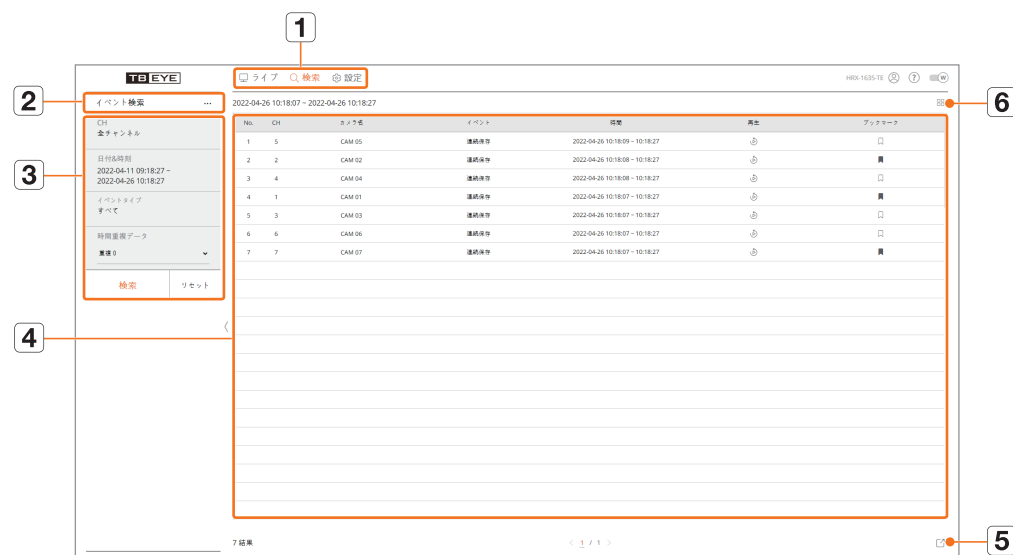 1
TB EYE
ライブ 検索 設定
HRX-1635-TE ? W
2
イベント検索 ...
2022-04-26 10:18:07 ~ 2022-04-26 10:18:27
6
3
CH
全チャンネル
日付&時刻
2022-04-11 09:18:27 ~
2022-04-26 10:18:27
イベントタイプ
すべて
時間重複データ
重複 0
検索 リセット
No. CH カメラ名 イベント 時間 再生 ブックマーク
1 5 CAM 05 連続保存 2022-04-26 10:18:09 ~ 10:18:27
2 2 CAM 02 連続保存 2022-04-26 10:18:08 ~ 10:18:27
3 4 CAM 04 連続保存 2022-04-26 10:18:08 ~ 10:18:27
4 1 CAM 01 連続保存 2022-04-26 10:18:07 ~ 10:18:27
5 3 CAM 03 連続保存 2022-04-26 10:18:07 ~ 10:18:27
6 6 CAM 06 連続保存 2022-04-26 10:18:07 ~ 10:18:27
7 7 CAM 07 連続保存 2022-04-26 10:18:07 ~ 10:18:27
4
7 結果 < 1 / 1 >
5